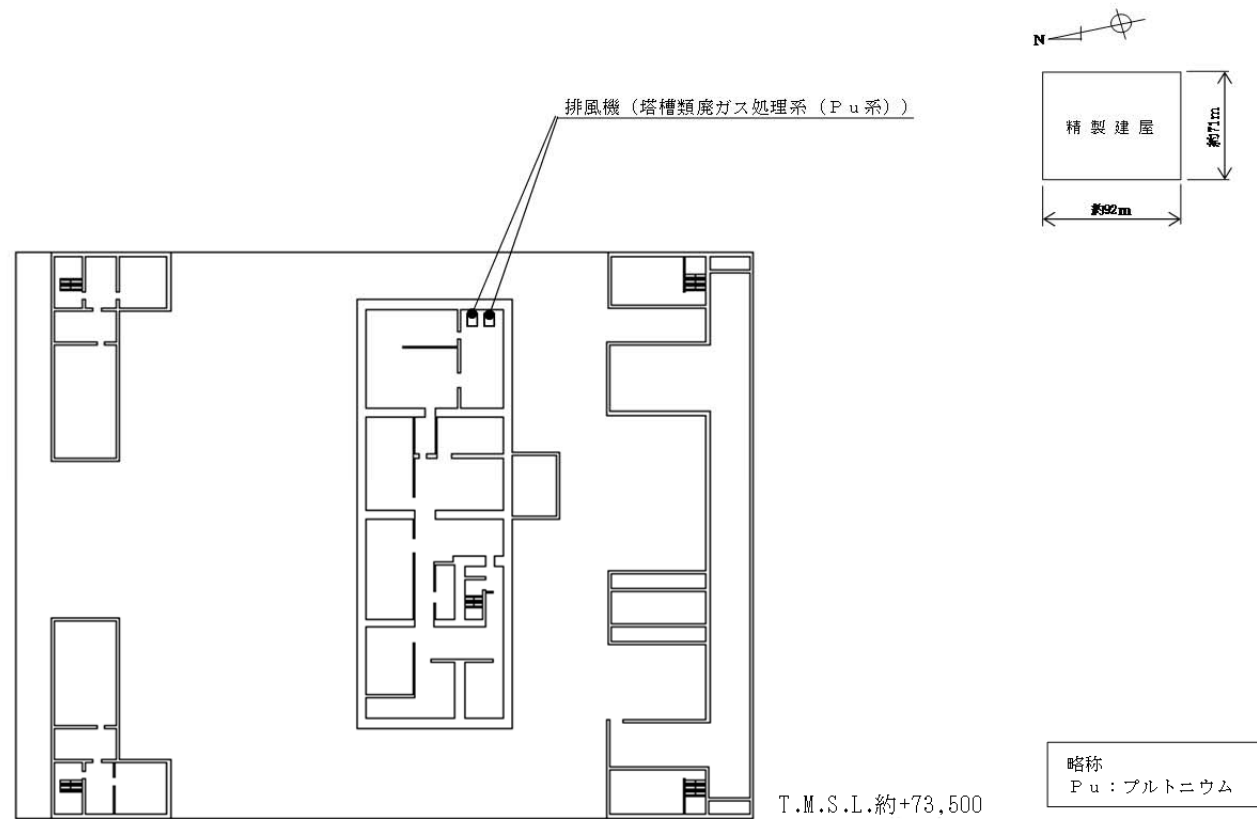 N
排風機（塔槽類廃ガス処理系（Ｐｕ系））
精製建屋
約71m
約92m
T.M.S.L.約+73,500
略称
Ｐｕ：プルトニウム